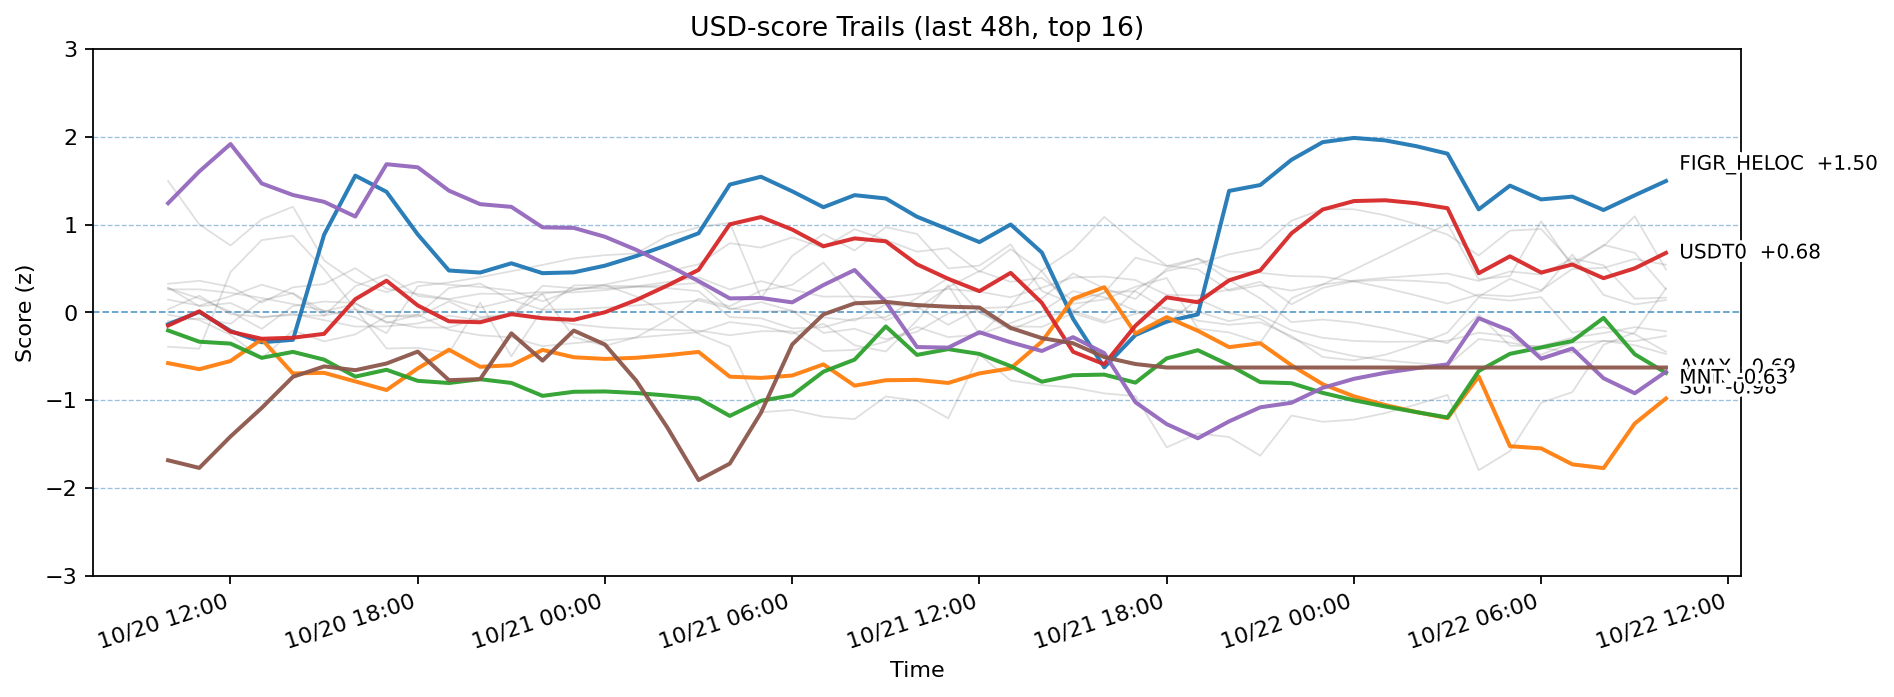 USD-score Trails (last 48h, top 16)
Score (z)
3
2
1
0
−1
−2
−3
FIGR_HELOC +1.50
USDT0 +0.68
MNT -0.63
10/20 12:00
10/20 18:00
10/21 00:00
10/21 06:00
10/21 12:00
10/21 18:00
10/22 00:00
10/22 06:00
10/22 12:00
Time